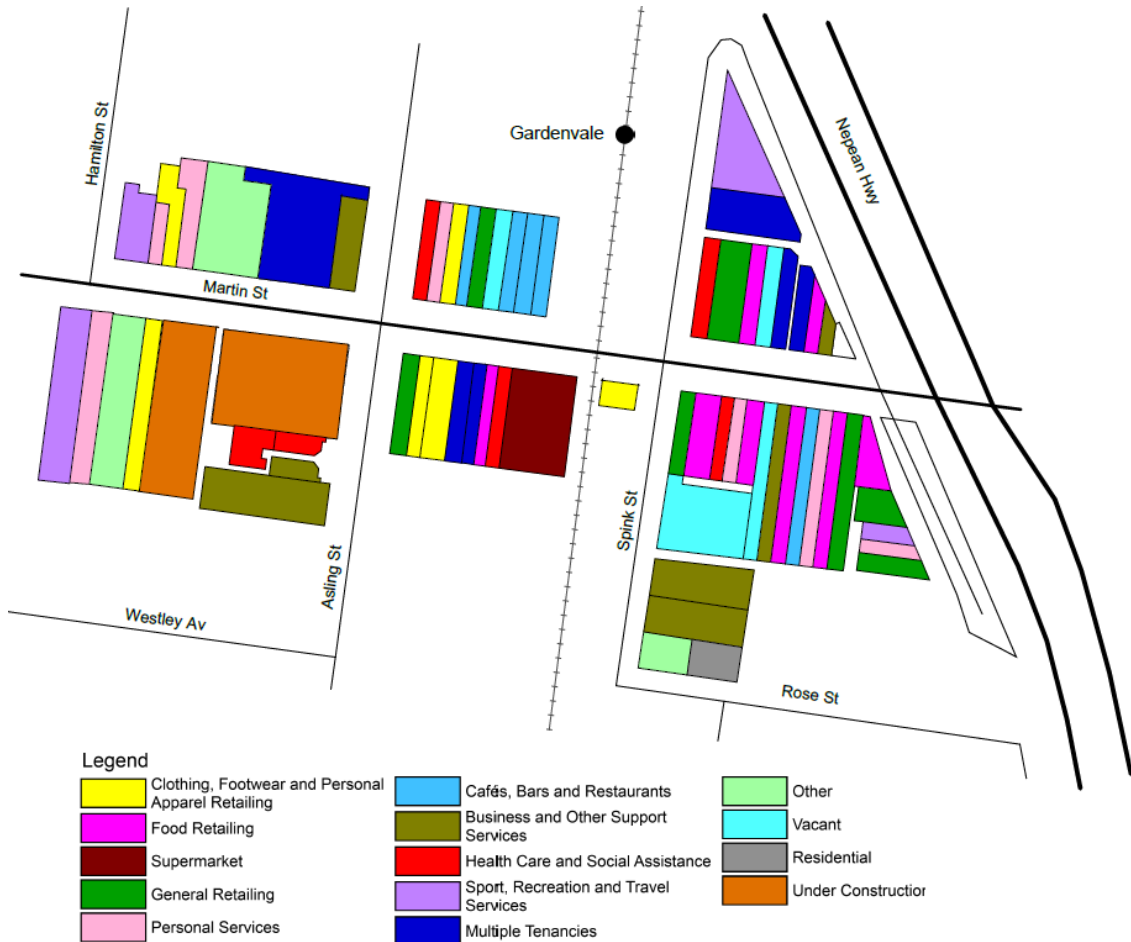 Hamilton St
Gardenvale
Nepean Hwy
Martin St
Spink St
Asling St
Westley Av
Rose St
Legend
Clothing, Footwear and Personal
Apparel Retailing
Food Retailing
Supermarket
General Retailing
Personal Services
Cafés, Bars and Restaurants
Business and Other Support
Services
Health Care and Social Assistance
Sport, Recreation and Travel
Services
Multiple Tenancies
Other
Vacant
Residential
Under Construction